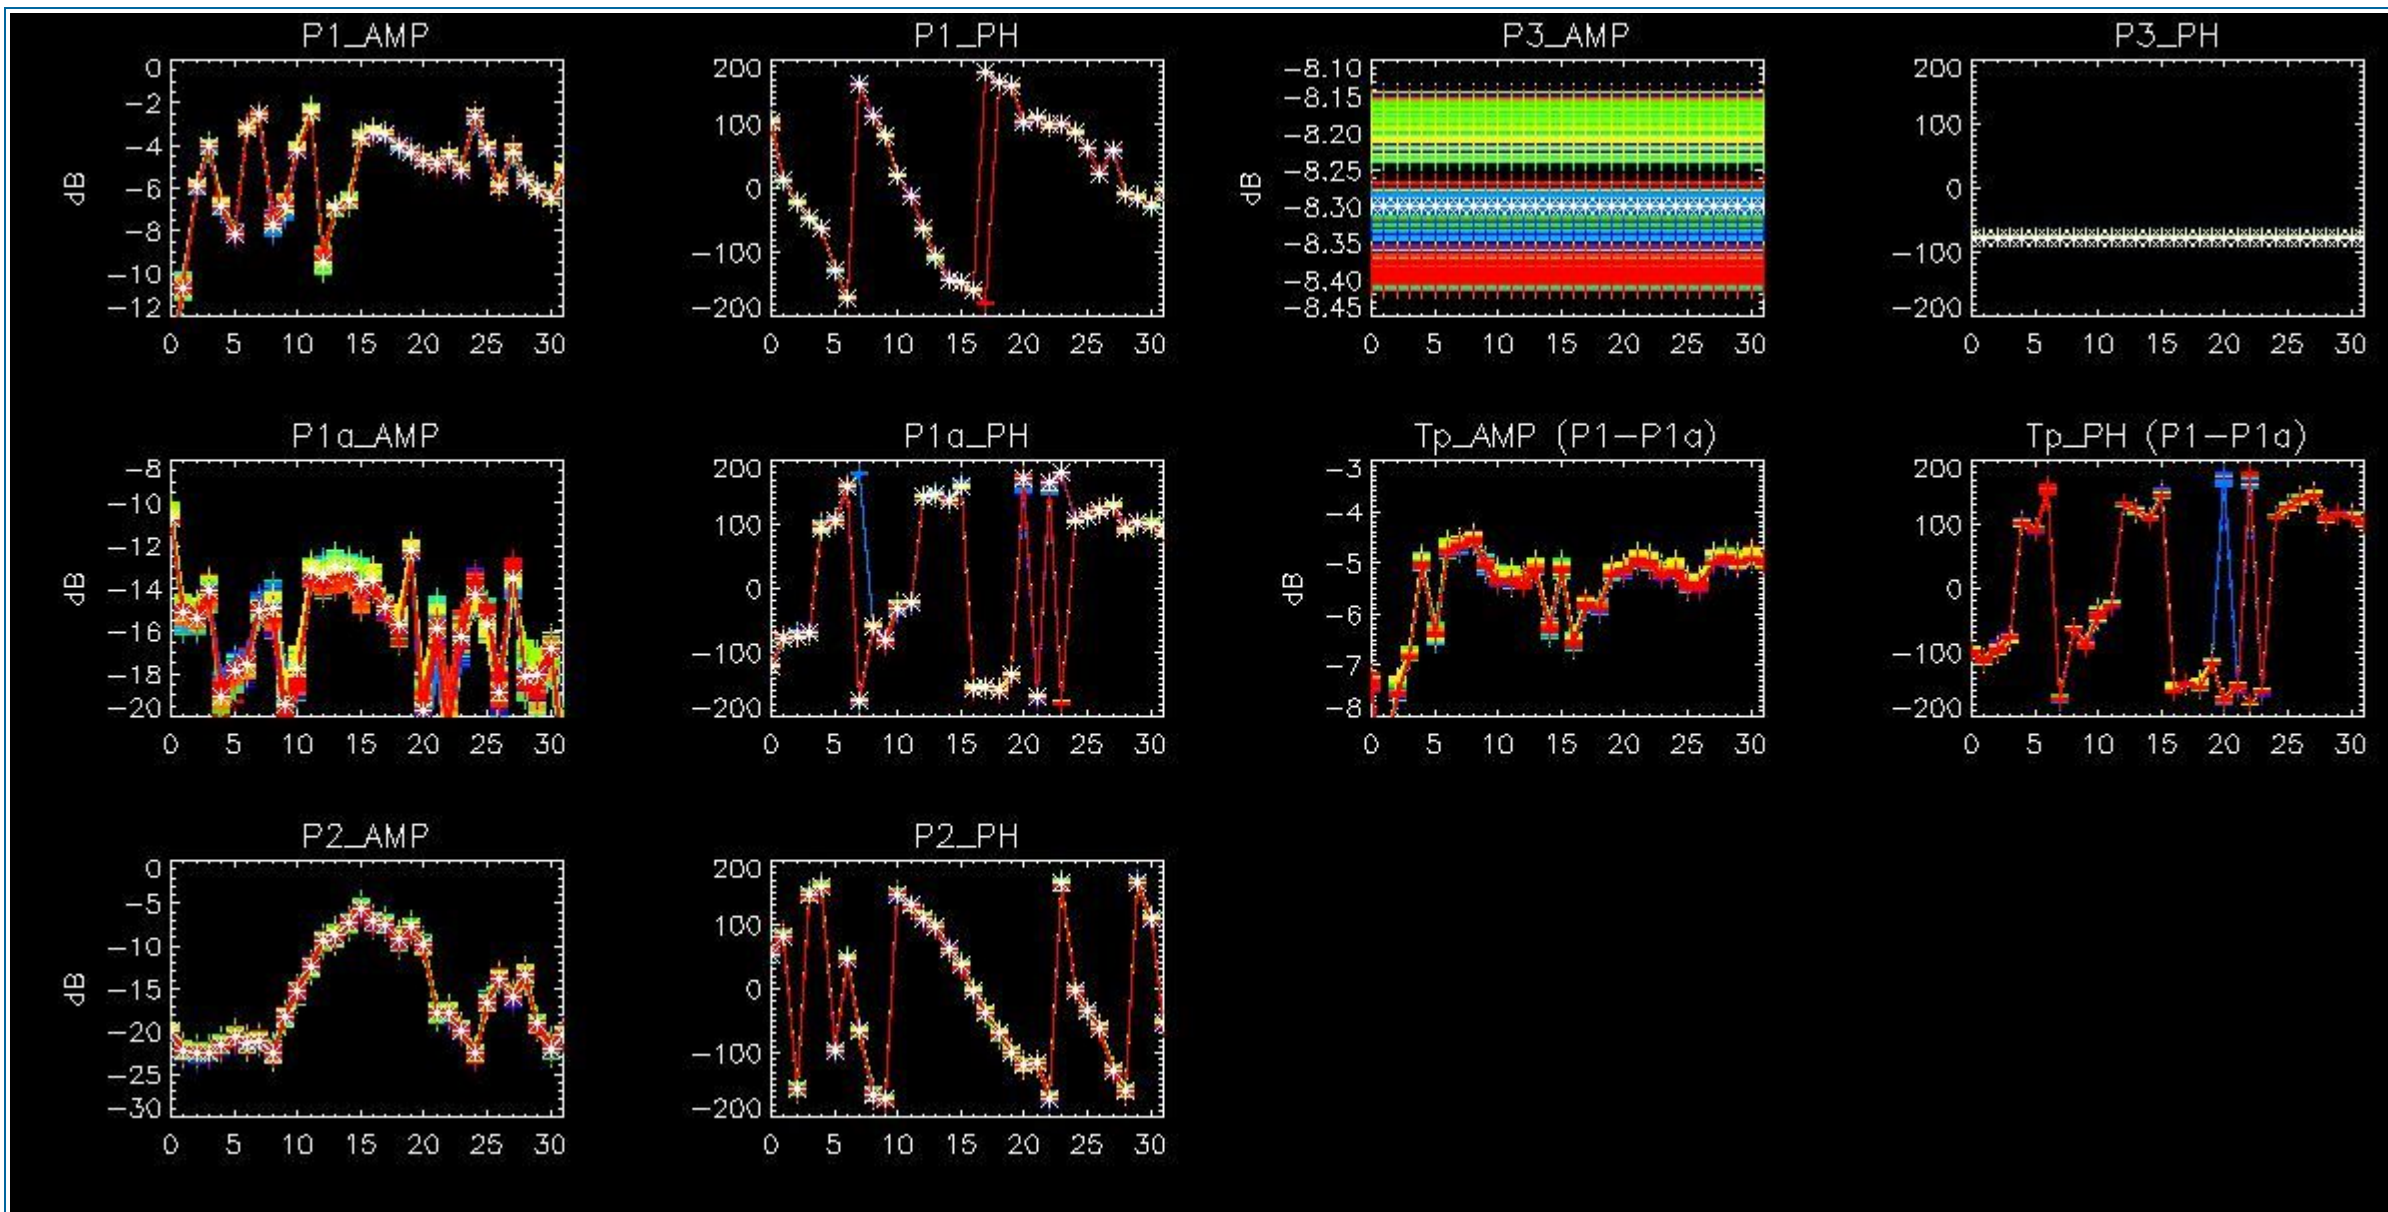 P1_AMP
0
−2
−4
−6
−8
−10
−12
dB
0 5 10 15 20 25 30
P1_PH
200
100
0
−100
−200
0 5 10 15 20 25 30
P3_AMP
−8.10
−8.15
−8.20
−8.25
−8.30
−8.35
−8.40
−8.45
dB
0 5 10 15 20 25 30
P3_PH
200
100
0
−100
−200
0 5 10 15 20 25 30
P1a_AMP
−8
−10
−12
−14
−16
−18
−20
dB
0 5 10 15 20 25 30
P1a_PH
200
100
0
−100
−200
0 5 10 15 20 25 30
Tp_AMP (P1−P1a)
−3
−4
−5
−6
−7
−8
dB
0 5 10 15 20 25 30
Tp_PH (P1−P1a)
200
100
0
−100
−200
0 5 10 15 20 25 30
P2_AMP
0
−5
−10
−15
−20
−25
−30
dB
0 5 10 15 20 25 30
P2_PH
200
100
0
−100
−200
0 5 10 15 20 25 30